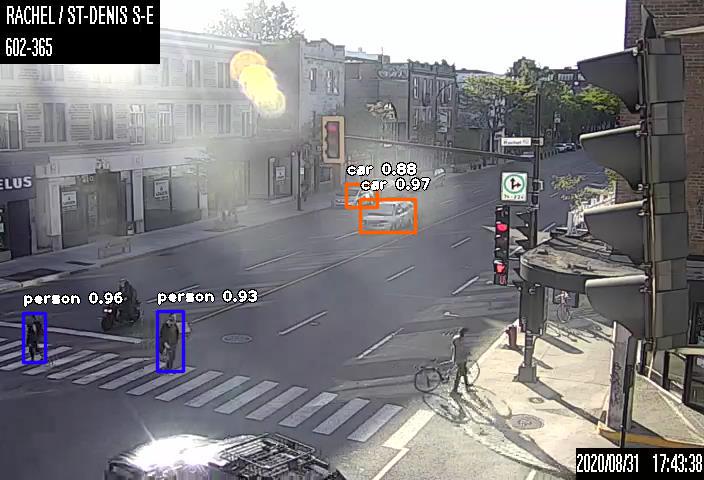 RACHEL / ST-DENIS S-E
602-365
car 0.88
car 0.97
ELUS
person 0.96
person 0.93
2020/08/31 17:43:38